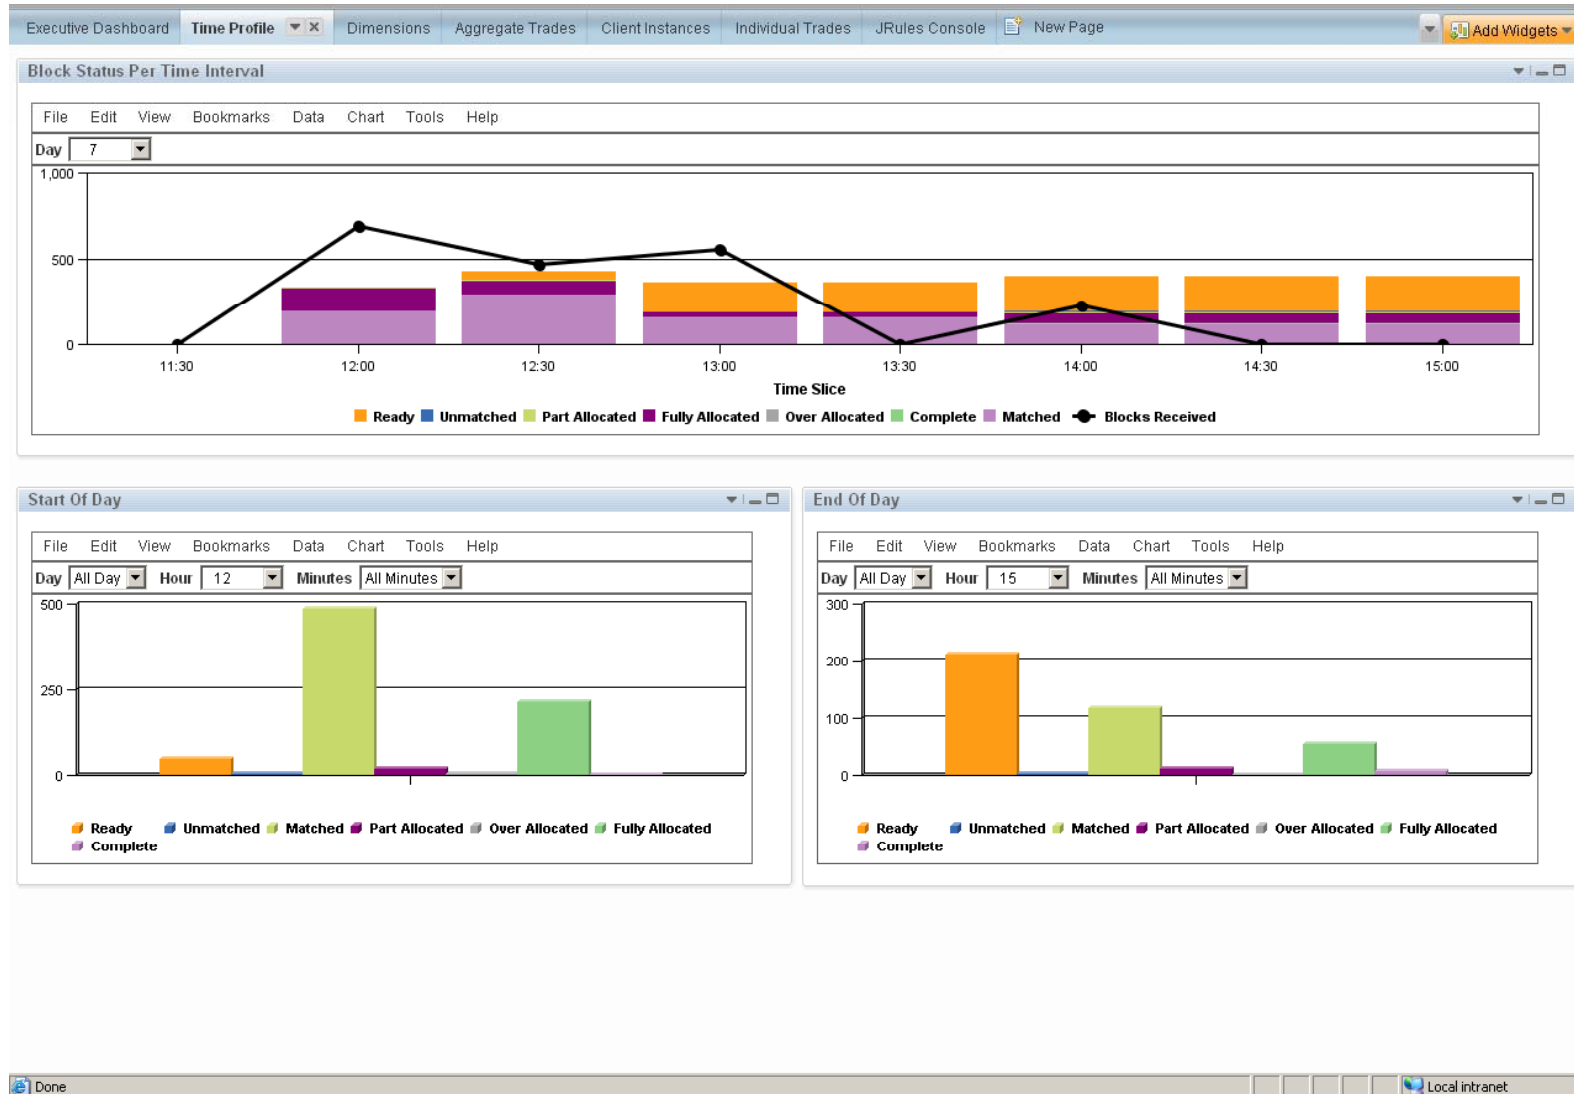 Executive Dashboard Time Profile Dimensions Aggregate Trades Client Instances Individual Trades JRules Console New Page Add Widgets
Block Status Per Time Interval
File Edit View Bookmarks Data Chart Tools Help
Day 7
1,000
500
0
11:30 12:00 12:30 13:00 13:30 14:00 14:30 15:00
Time Slice
Ready Unmatched Part Allocated Fully Allocated Over Allocated Complete Matched Blocks Received
Start Of Day
File Edit View Bookmarks Data Chart Tools Help
Day All Day Hour 12 Minutes All Minutes
500
250
0
Ready Unmatched Matched Part Allocated Over Allocated Fully Allocated
Complete
End Of Day
File Edit View Bookmarks Data Chart Tools Help
Day All Day Hour 15 Minutes All Minutes
300
200
100
0
Ready Unmatched Matched Part Allocated Over Allocated Fully Allocated
Complete
Done Local intranet